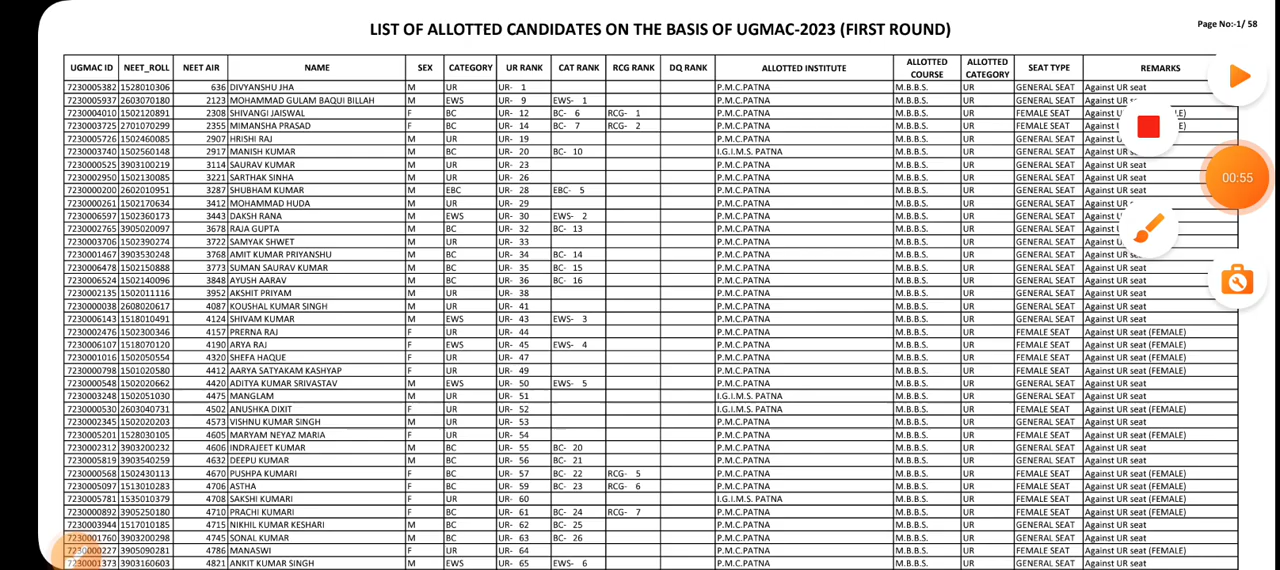 LIST OF ALLOTTED CANDIDATES ON THE BASIS OF UGMAC-2023 (FIRST ROUND)
Page No:-1/ 58
UGMAC ID NEET_ROLL NEET AIR NAME SEX CATEGORY UR RANK CAT RANK RCG RANK DQ RANK ALLOTTED INSTITUTE ALLOTTED COURSE ALLOTTED CATEGORY SEAT TYPE REMARKS
7230005382 1528010306 636 DIVYANSHU JHA M UR UR- 1 P.M.C.PATNA M.B.B.S. UR GENERAL SEAT Against UR seat
7230005937 2603070180 2123 MOHAMMAD GULAM BAQUI BILLAH M EWS UR- 9 EWS- 1 P.M.C.PATNA M.B.B.S. UR GENERAL SEAT Against UR
7230004010 1502120891 2308 SHIVANGI JAISWAL F BC UR- 12 BC- 6 RCG- 1 P.M.C.PATNA M.B.B.S. UR FEMALE SEAT Against
7230003725 2701070299 2355 MIMANSHA PRASAD F BC UR- 14 BC- 7 RCG- 2 P.M.C.PATNA M.B.B.S. UR FEMALE SEAT Against
7230005726 1502460085 2907 HRISHI RAJ M UR UR- 19 P.M.C.PATNA M.B.B.S. UR GENERAL SEAT Against
7230003740 1502560148 2917 MANISH KUMAR M BC UR- 20 BC- 10 I.G.I.M.S. PATNA M.B.B.S. UR GENERAL SEAT Against UR
7230000525 3903100219 3114 SAURAV KUMAR M UR UR- 23 P.M.C.PATNA M.B.B.S. UR GENERAL SEAT Against UR seat
7230002950 1502130085 3221 SARTHAK SINHA M UR UR- 26 P.M.C.PATNA M.B.B.S. UR GENERAL SEAT Against UR seat
7230000200 2602010951 3287 SHUBHAM KUMAR M EBC UR- 28 EBC- 5 P.M.C.PATNA M.B.B.S. UR GENERAL SEAT Against UR seat
7230000261 1502170634 3412 MOHAMMAD HUDA M UR UR- 29 P.M.C.PATNA M.B.B.S. UR GENERAL SEAT Against UR
7230006597 1502360173 3443 DAKSH RANA M EWS UR- 30 EWS- 2 P.M.C.PATNA M.B.B.S. UR GENERAL SEAT Against
7230002765 3905020097 3678 RAJA GUPTA M BC UR- 32 BC- 13 P.M.C.PATNA M.B.B.S. UR GENERAL SEAT Against
7230003706 1502390274 3722 SAMYAK SHWET M UR UR- 33 P.M.C.PATNA M.B.B.S. UR GENERAL SEAT Against
7230001467 3903530248 3768 AMIT KUMAR PRIYANSHU M BC UR- 34 BC- 14 P.M.C.PATNA M.B.B.S. UR GENERAL SEAT Against UR
7230006478 1502150888 3773 SUMAN SAURAV KUMAR M BC UR- 35 BC- 15 P.M.C.PATNA M.B.B.S. UR GENERAL SEAT Against UR seat
7230006524 1502140096 3848 AYUSH AARAV M BC UR- 36 BC- 16 P.M.C.PATNA M.B.B.S. UR GENERAL SEAT Against UR seat
7230002135 1502011116 3952 AKSHIT PRIYAM M UR UR- 38 P.M.C.PATNA M.B.B.S. UR GENERAL SEAT Against UR seat
7230000038 2608020617 4087 KOUSHAL KUMAR SINGH M UR UR- 41 P.M.C.PATNA M.B.B.S. UR GENERAL SEAT Against UR seat
7230006143 1518010491 4124 SHIVAM KUMAR M EWS UR- 43 EWS- 3 P.M.C.PATNA M.B.B.S. UR GENERAL SEAT Against UR seat
7230002476 1502300346 4157 PRERNA RAJ F UR UR- 44 P.M.C.PATNA M.B.B.S. UR FEMALE SEAT Against UR seat (FEMALE)
7230006107 1518070120 4190 ARYA RAJ F EWS UR- 45 EWS- 4 P.M.C.PATNA M.B.B.S. UR FEMALE SEAT Against UR seat (FEMALE)
7230001016 1502050554 4320 SHEFA HAQUE F UR UR- 47 P.M.C.PATNA M.B.B.S. UR FEMALE SEAT Against UR seat (FEMALE)
7230000798 1501020580 4412 AARYA SATYAKAM KASHYAP F UR UR- 49 P.M.C.PATNA M.B.B.S. UR FEMALE SEAT Against UR seat (FEMALE)
7230000548 1502020662 4420 ADITYA KUMAR SRIVASTAV M EWS UR- 50 EWS- 5 P.M.C.PATNA M.B.B.S. UR GENERAL SEAT Against UR seat
7230003248 1502051030 4475 MANGLAM M UR UR- 51 I.G.I.M.S. PATNA M.B.B.S. UR GENERAL SEAT Against UR seat
7230000530 2603040731 4502 ANUSHKA DIXIT F UR UR- 52 I.G.I.M.S. PATNA M.B.B.S. UR FEMALE SEAT Against UR seat (FEMALE)
7230002345 1502020203 4573 VISHNU KUMAR SINGH M UR UR- 53 P.M.C.PATNA M.B.B.S. UR GENERAL SEAT Against UR seat
7230005201 1528030105 4605 MARYAM NEYAZ MARIA F UR UR- 54 P.M.C.PATNA M.B.B.S. UR FEMALE SEAT Against UR seat (FEMALE)
7230002312 3903200232 4606 INDRAJEET KUMAR M BC UR- 55 BC- 20 P.M.C.PATNA M.B.B.S. UR GENERAL SEAT Against UR seat
7230005819 3903540259 4632 DEEPU KUMAR M BC UR- 56 BC- 21 P.M.C.PATNA M.B.B.S. UR GENERAL SEAT Against UR seat
7230000568 1502430113 4670 PUSHPA KUMARI F BC UR- 57 BC- 22 RCG- 5 P.M.C.PATNA M.B.B.S. UR FEMALE SEAT Against UR seat (FEMALE)
7230005097 1513010283 4706 ASTHA F BC UR- 59 BC- 23 RCG- 6 P.M.C.PATNA M.B.B.S. UR FEMALE SEAT Against UR seat (FEMALE)
7230005781 1535010379 4708 SAKSHI KUMARI F UR UR- 60 I.G.I.M.S. PATNA M.B.B.S. UR FEMALE SEAT Against UR seat (FEMALE)
7230000892 3905250180 4710 PRACHI KUMARI F BC UR- 61 BC- 24 RCG- 7 P.M.C.PATNA M.B.B.S. UR FEMALE SEAT Against UR seat (FEMALE)
7230003944 1517010185 4715 NIKHIL KUMAR KESHARI M BC UR- 62 BC- 25 P.M.C.PATNA M.B.B.S. UR GENERAL SEAT Against UR seat
7230001760 3903200298 4745 SONAL KUMAR M BC UR- 63 BC- 26 P.M.C.PATNA M.B.B.S. UR GENERAL SEAT Against UR seat
7230000227 3905090281 4786 MANASWI F UR UR- 64 P.M.C.PATNA M.B.B.S. UR FEMALE SEAT Against UR seat (FEMALE)
7230001373 3903160603 4821 ANKIT KUMAR SINGH M EWS UR- 65 EWS- 6 P.M.C.PATNA M.B.B.S. UR GENERAL SEAT Against UR seat
00:55